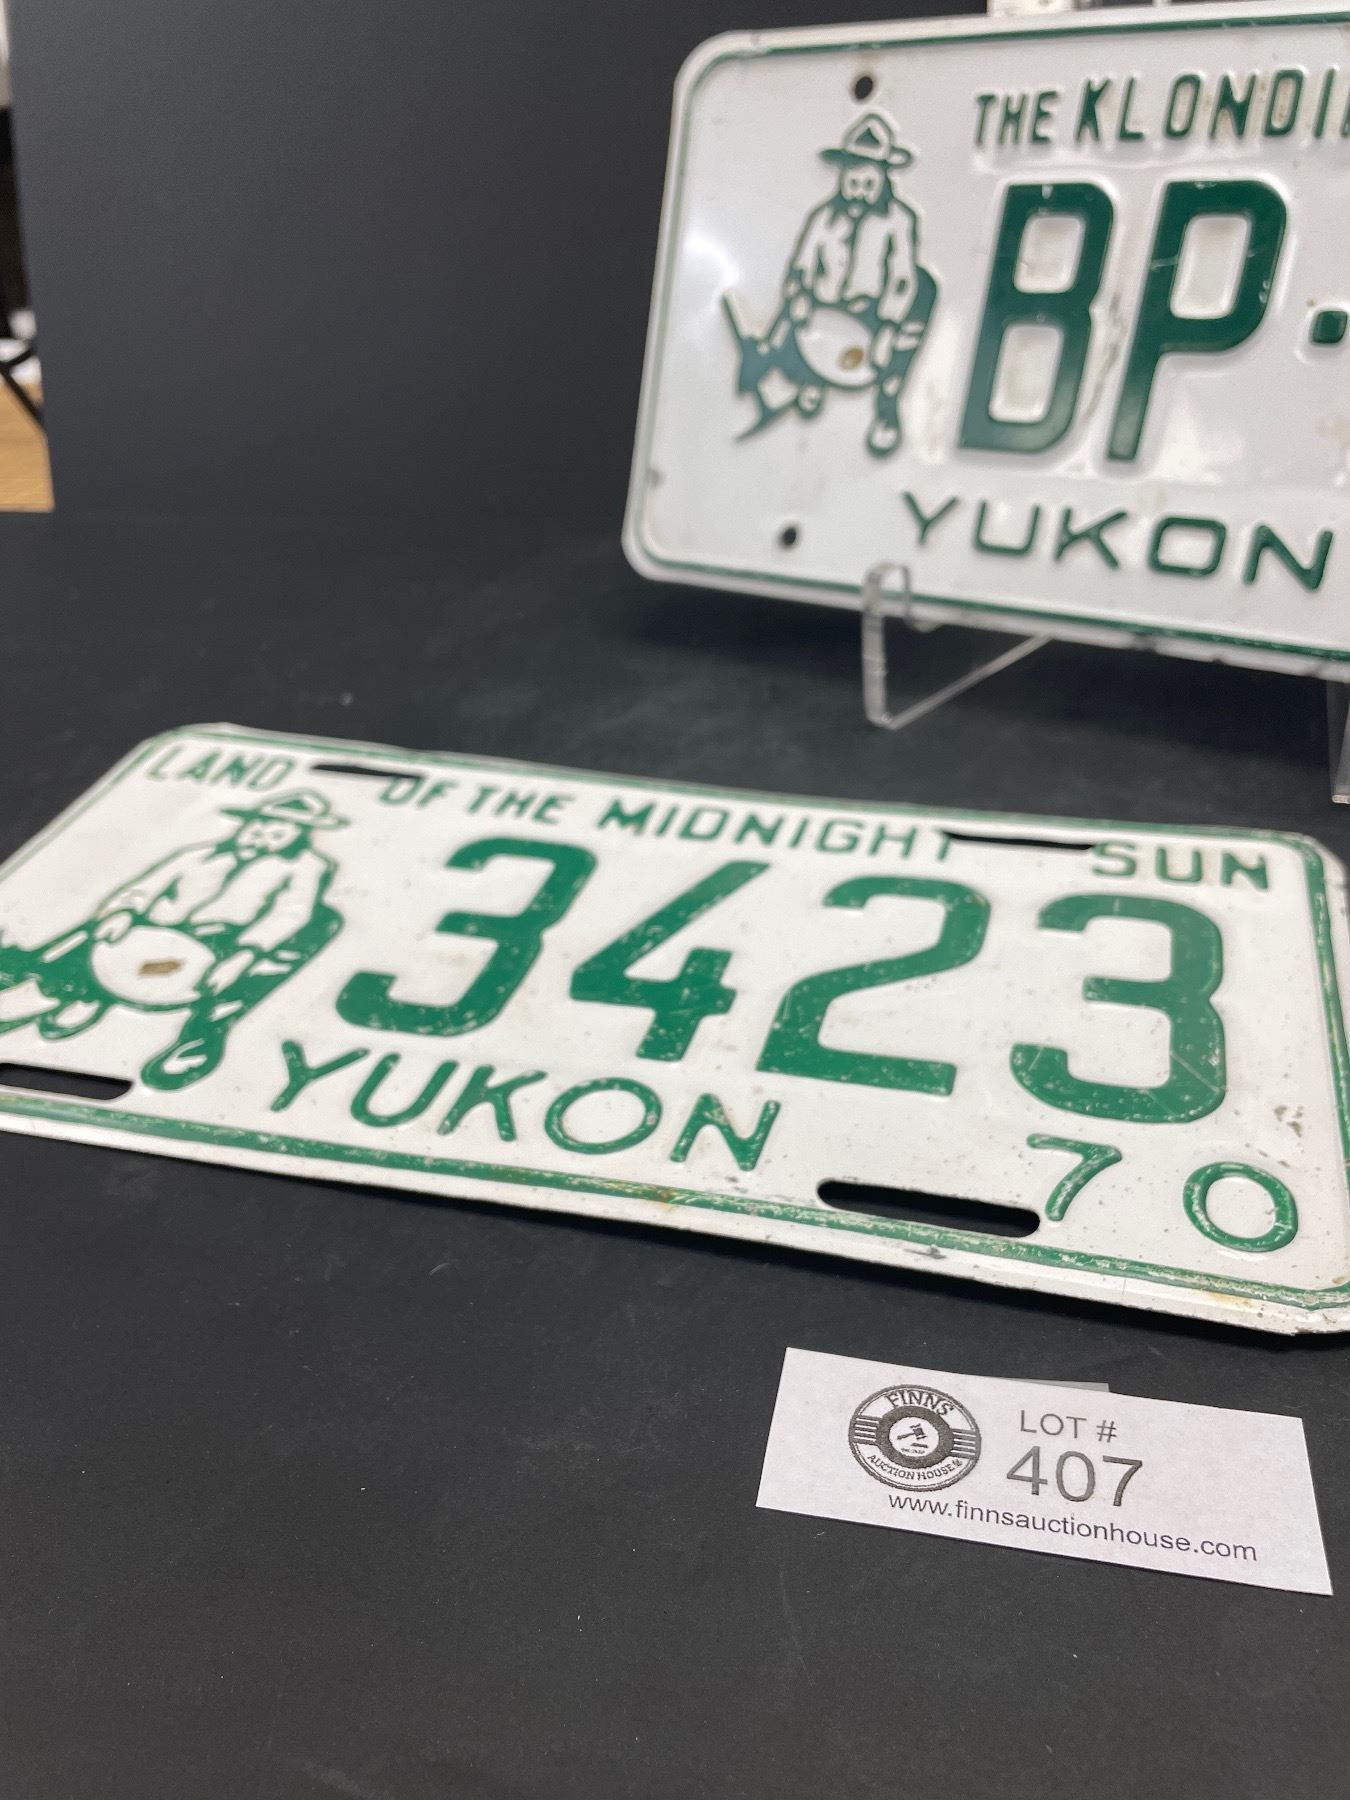 THE KLONDI
BP·
YUKON
LAND OF THE MIDNIGHT SUN
3423
YUKON
70
FINNS
AUCTION HOUSE
LOT #
407
www.finnsauctionhouse.com